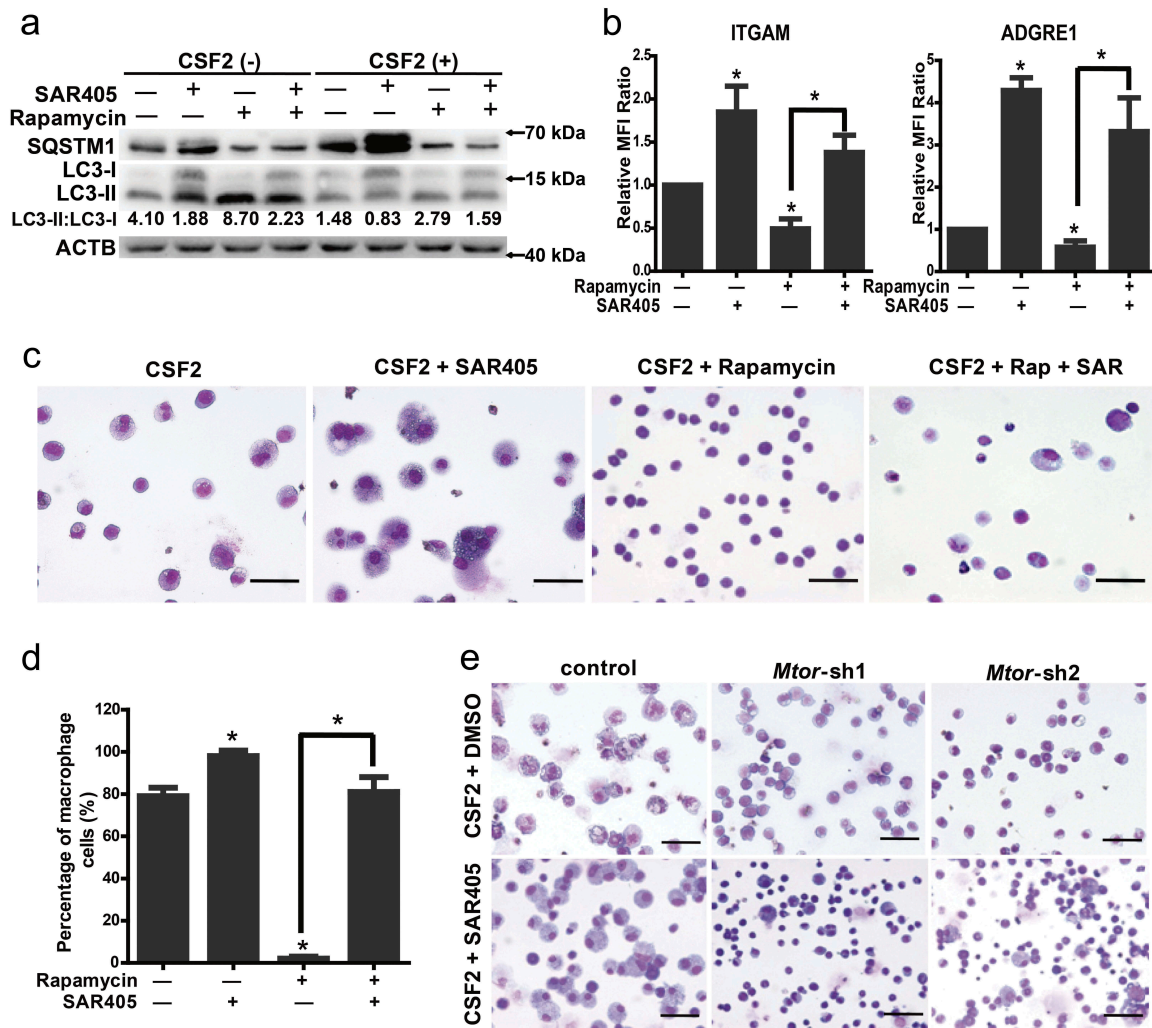 a
CSF2 (-) CSF2 (+)
SAR405 — + — + — + — +
Rapamycin — — + + — — + +
SQSTM1
70 kDa
LC3-I
15 kDa
LC3-II
LC3-II:LC3-I 4.10 1.88 8.70 2.23 1.48 0.83 2.79 1.59
ACTB
40 kDa
b
ITGAM
Relative MFI Ratio
2.5
2.0
1.5
1.0
0.5
0
* * *
Rapamycin — — + +
SAR405 — + — +
ADGRE1
Relative MFI Ratio
5
4
3
2
1
0
* * *
Rapamycin — — + +
SAR405 — + — +
c
CSF2
CSF2 + SAR405
CSF2 + Rapamycin
CSF2 + Rap + SAR
d
Percentage of macrophage
cells (%)
120
100
80
60
40
20
0
* * *
Rapamycin — — + +
SAR405 — + — +
e
control
Mtor-sh1
Mtor-sh2
CSF2 + DMSO
CSF2 + SAR405